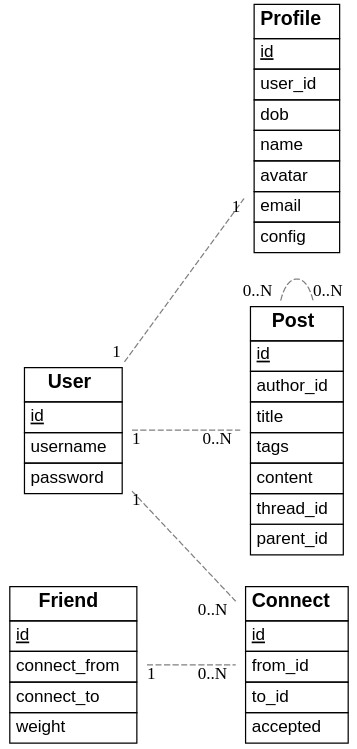 Profile
id
user_id
dob
name
avatar
email
config
1
1
0..N 0..N
Post
id
author_id
title
tags
content
thread_id
parent_id
User
id
username
password
1 0..N
1
0..N
Friend
id
connect_from
connect_to
weight
1 0..N
Connect
id
from_id
to_id
accepted